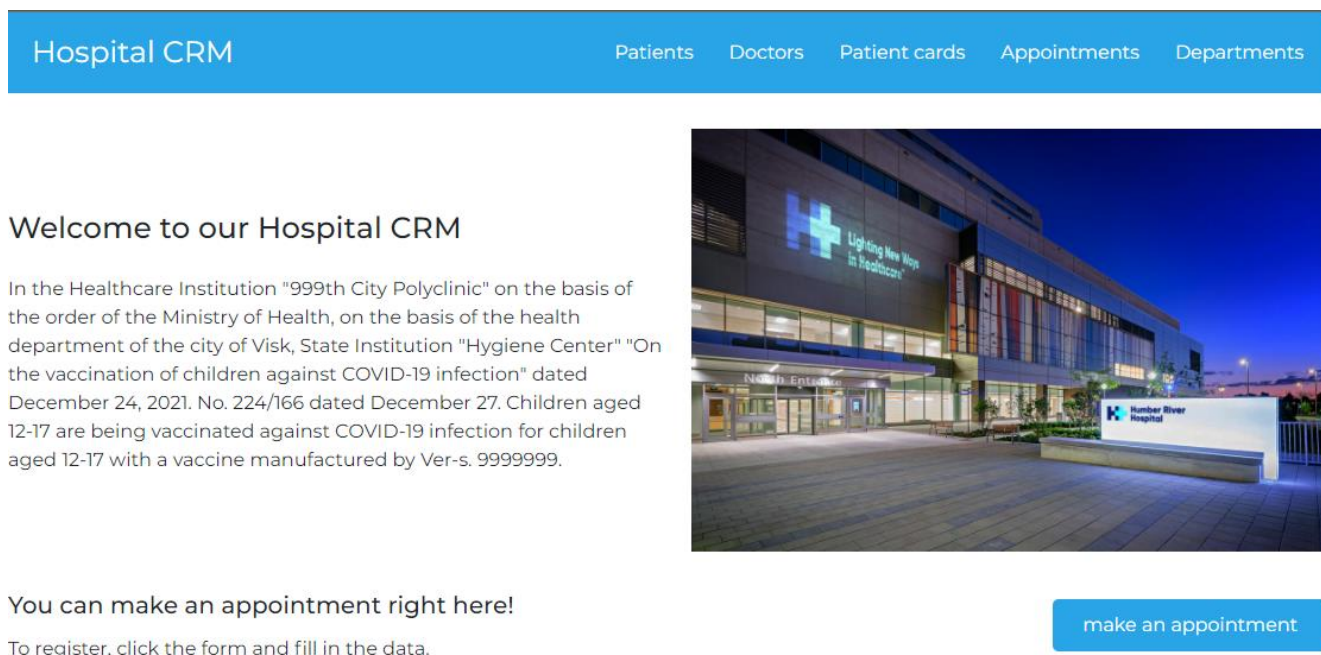 Hospital CRM
Patients Doctors Patient cards Appointments Departments
Welcome to our Hospital CRM
In the Healthcare Institution "999th City Polyclinic" on the basis of
the order of the Ministry of Health, on the basis of the health
department of the city of Visk, State Institution "Hygiene Center" "On
the vaccination of children against COVID-19 infection" dated
December 24, 2021. No. 224/166 dated December 27. Children aged
12-17 are being vaccinated against COVID-19 infection for children
aged 12-17 with a vaccine manufactured by Ver-s. 9999999.
Lighting New Ways
in Healthcare
North Entrance
Humber River
Hospital
You can make an appointment right here!
To register, click the form and fill in the data.
make an appointment